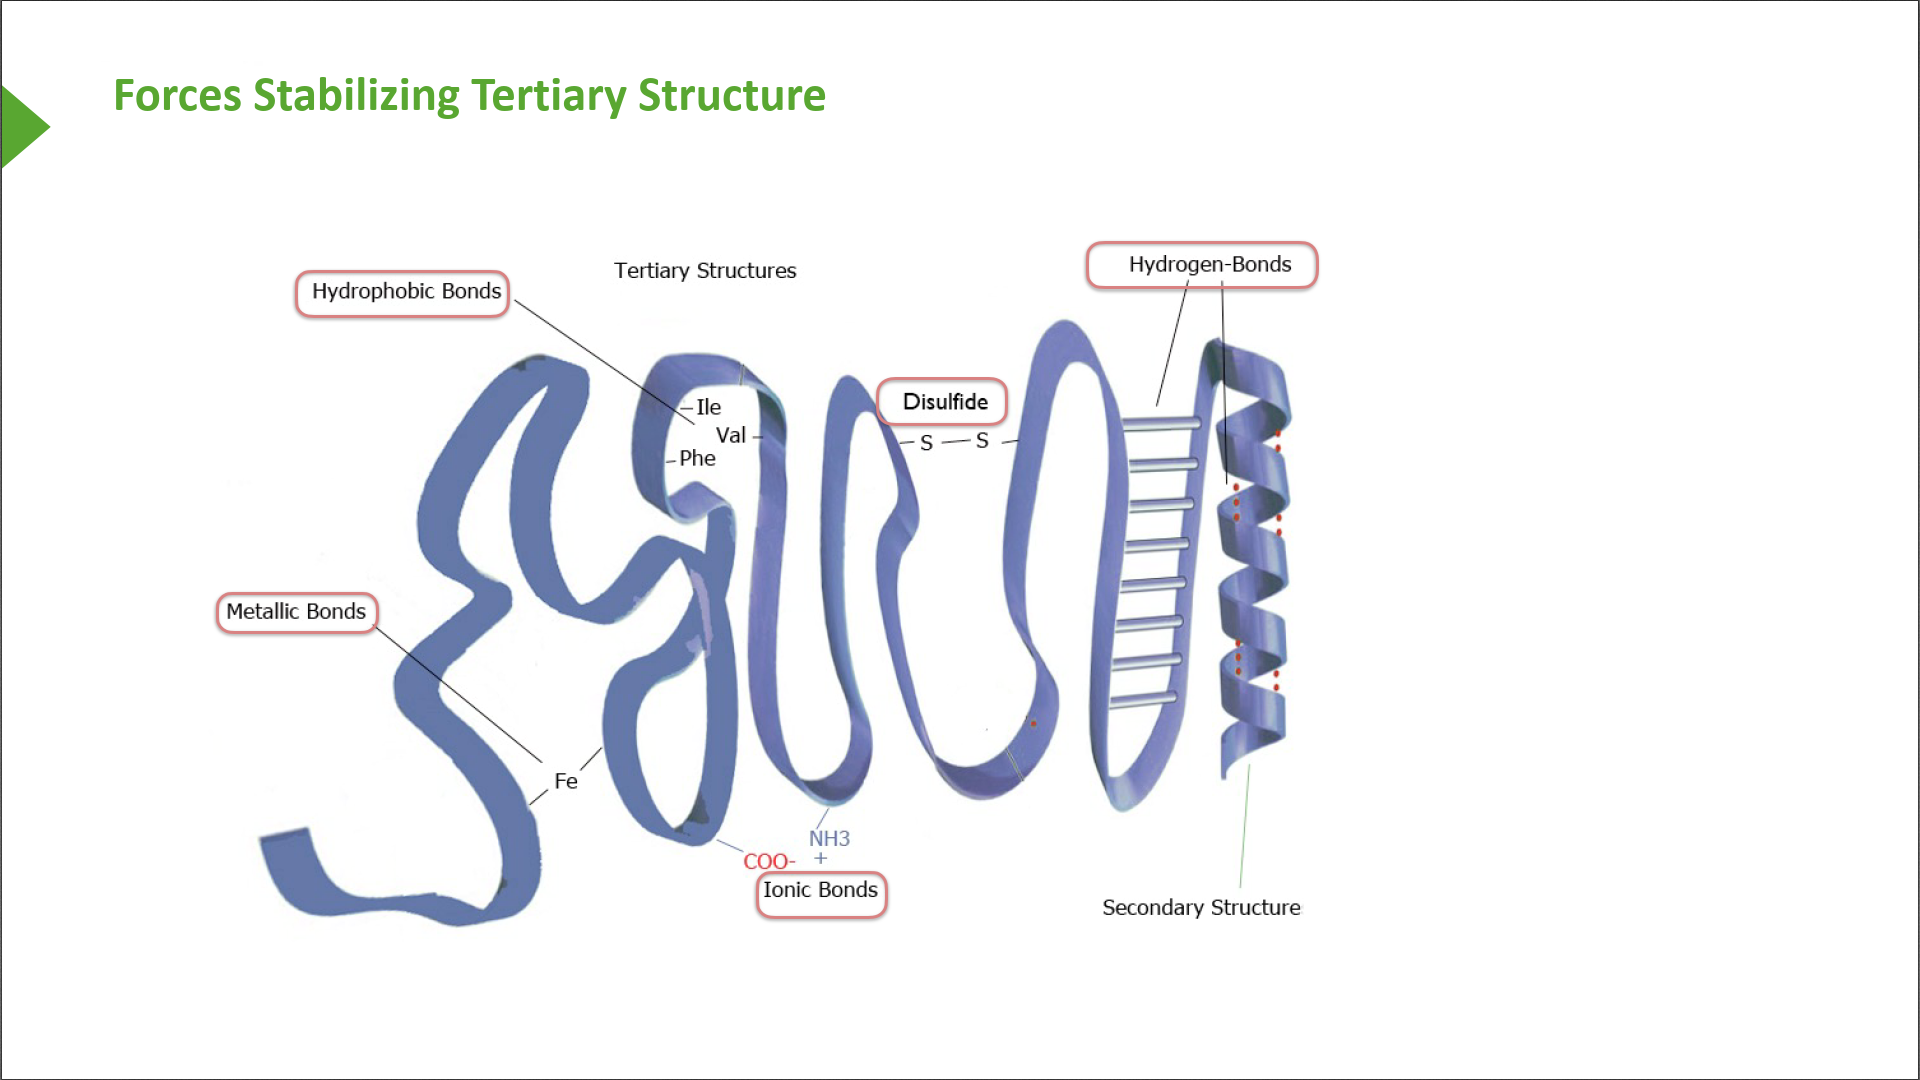 Forces Stabilizing Tertiary Structure
Hydrogen-Bonds
Tertiary Structures
Hydrophobic Bonds
Disulfide
Ile
Val
S
S
Phe
Metallic Bonds
Fe
NH3
COO- +
Ionic Bonds
Secondary Structure